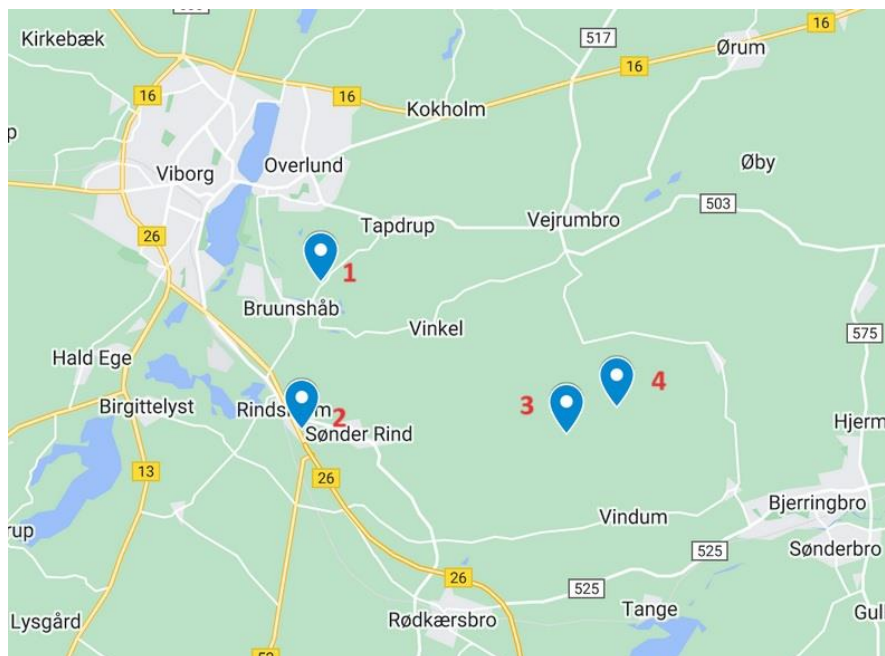 Kirkebæk
517
16
Ørum
16
16
16
Kokholm
p
Viborg
Overlund
Øby
503
Tapdrup
Vejrumbro
26
1
Bruunshåb
Vinkel
575
Hald Ege
4
3
Birgittelyst
2
Sønder Rind
Hjerm
13
26
Bjerringbro
Vindum
rup
Sønderbro
525
26
525
Lysgård
Rødkærsbro
Tange
Gul